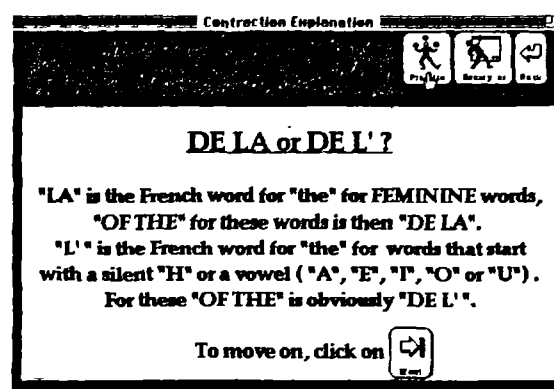 Contraction Explanation
Practice
Back
DE LA or DE L' ?
"LA" is the French word for "the" for FEMININE words,
"OF THE" for these words is then "DE LA".
"L' " is the French word for "the" for words that start
with a silent "H" or a vowel ( "A", "E", "I", "O" or "U") .
For these "OF THE" is obviously "DE L' ".
To move on, click on
Next